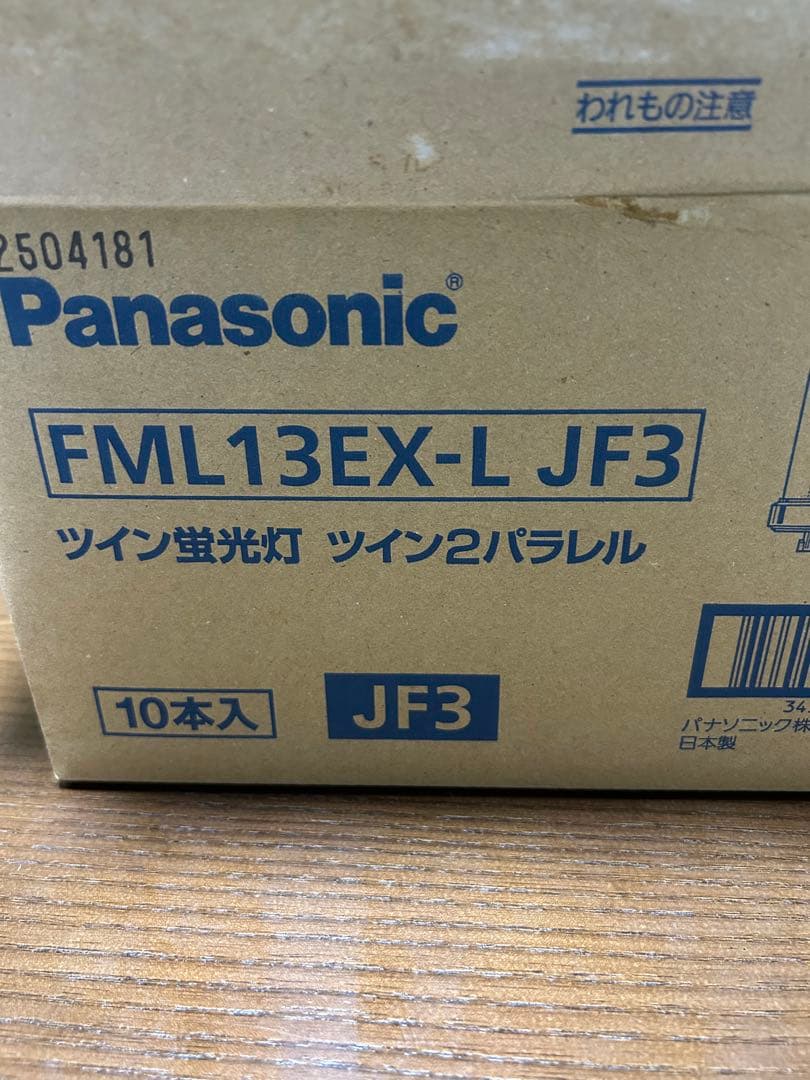 われもの注意
2504181
Panasonic®
FML13EX-L JF3
ツイン蛍光灯 ツイン2パラレル
10本入
JF3
34
パナソニック株
日本製